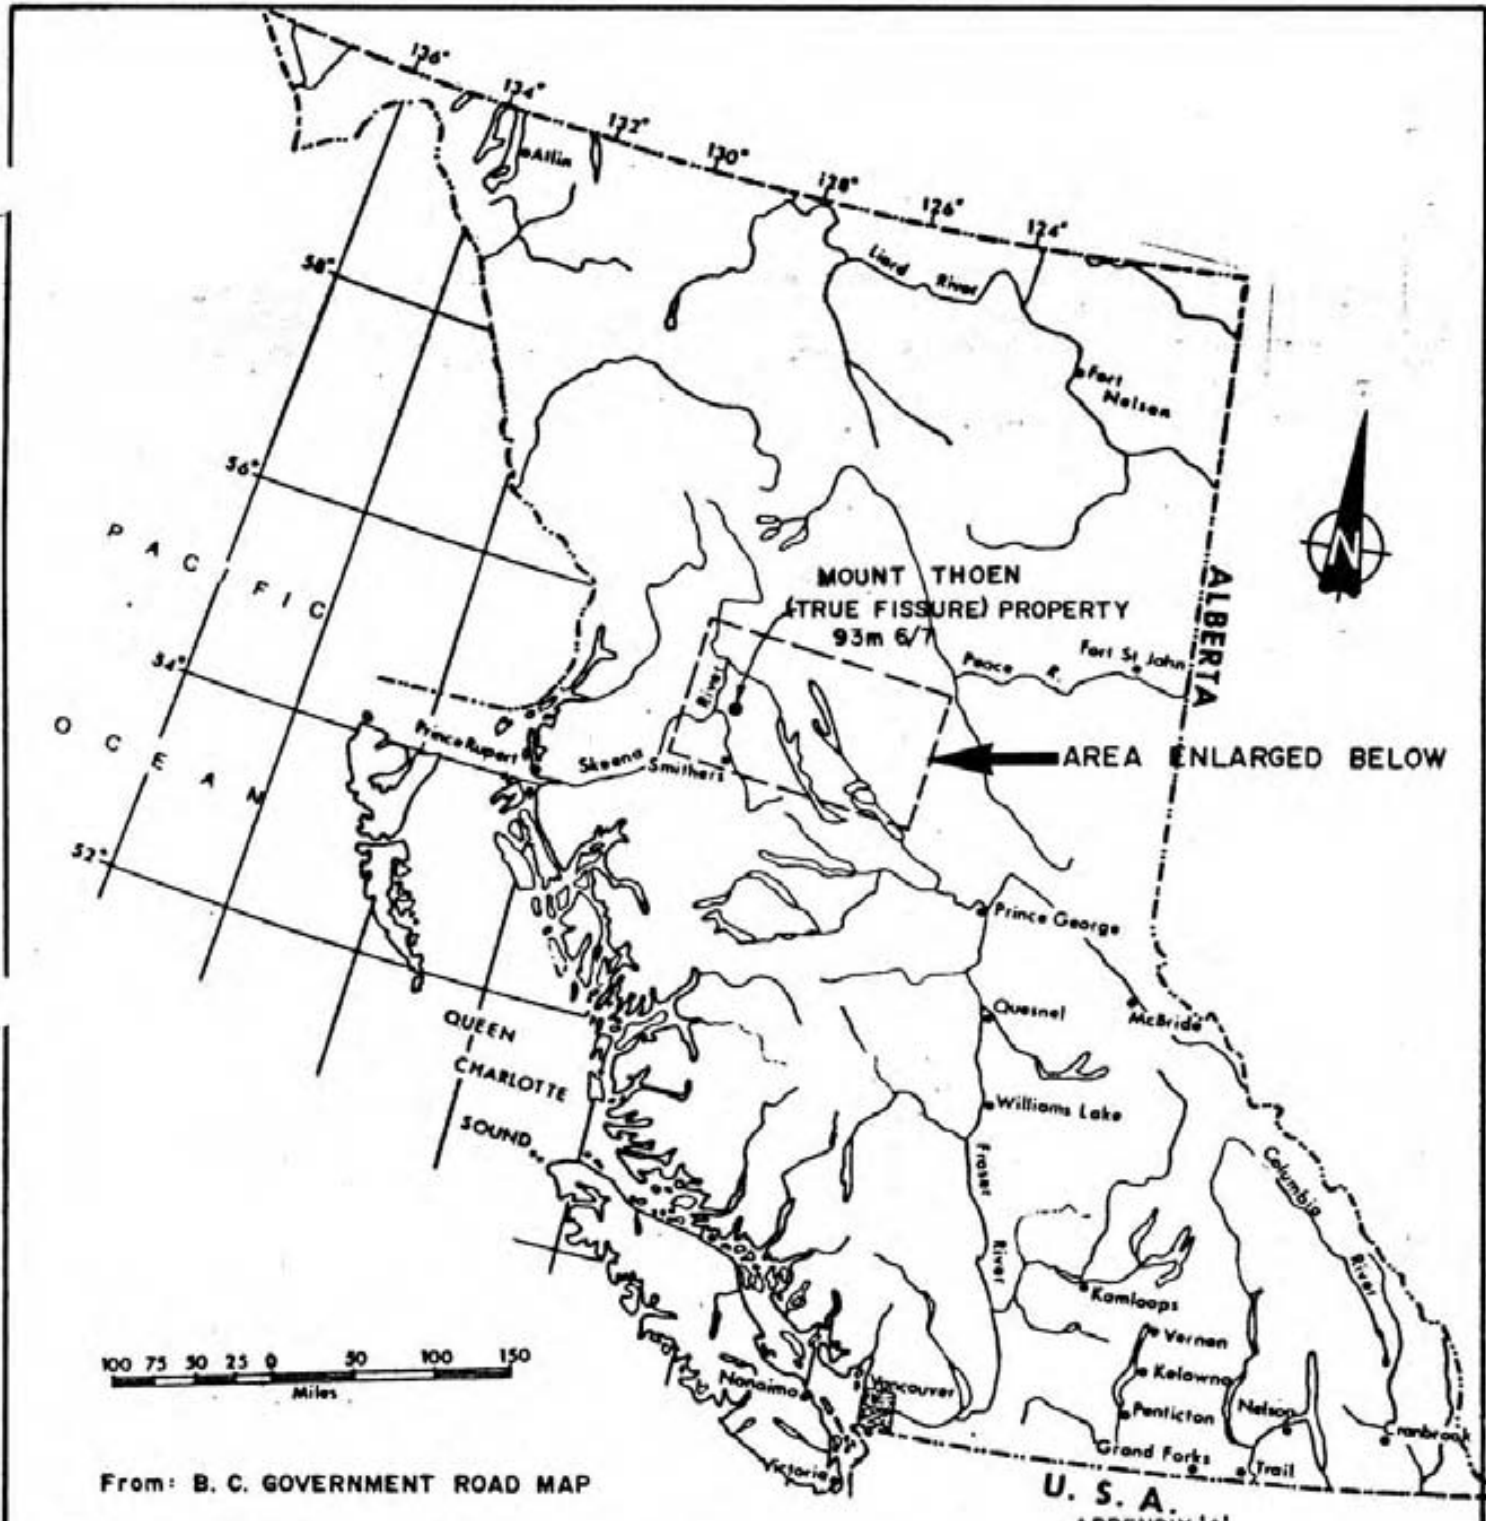 136°
134°
132°
130°
128°
126°
124°
Atlin
58°
Liard River
Fort
Nelson
56°
N
PACIFIC
MOUNT THOEN
(TRUE FISSURE) PROPERTY
93m 6/7
ALBERTA
Peace R.
Fort St John
54°
River
OCEAN
Prince Rupert
Skeena
Smithers
AREA ENLARGED BELOW
52°
Prince George
QUEEN
CHARLOTTE
SOUND
Quesnel
McBride
Williams Lake
Fraser
River
Columbia
River
Kamloops
Vernon
Kelowna
Penticton
Nelson
Cranbrook
Grand Forks
Trail
100 75 50 25 0 50 100 150
Miles
Nanaimo
Vancouver
Victoria
From: B. C. GOVERNMENT ROAD MAP
U. S. A.